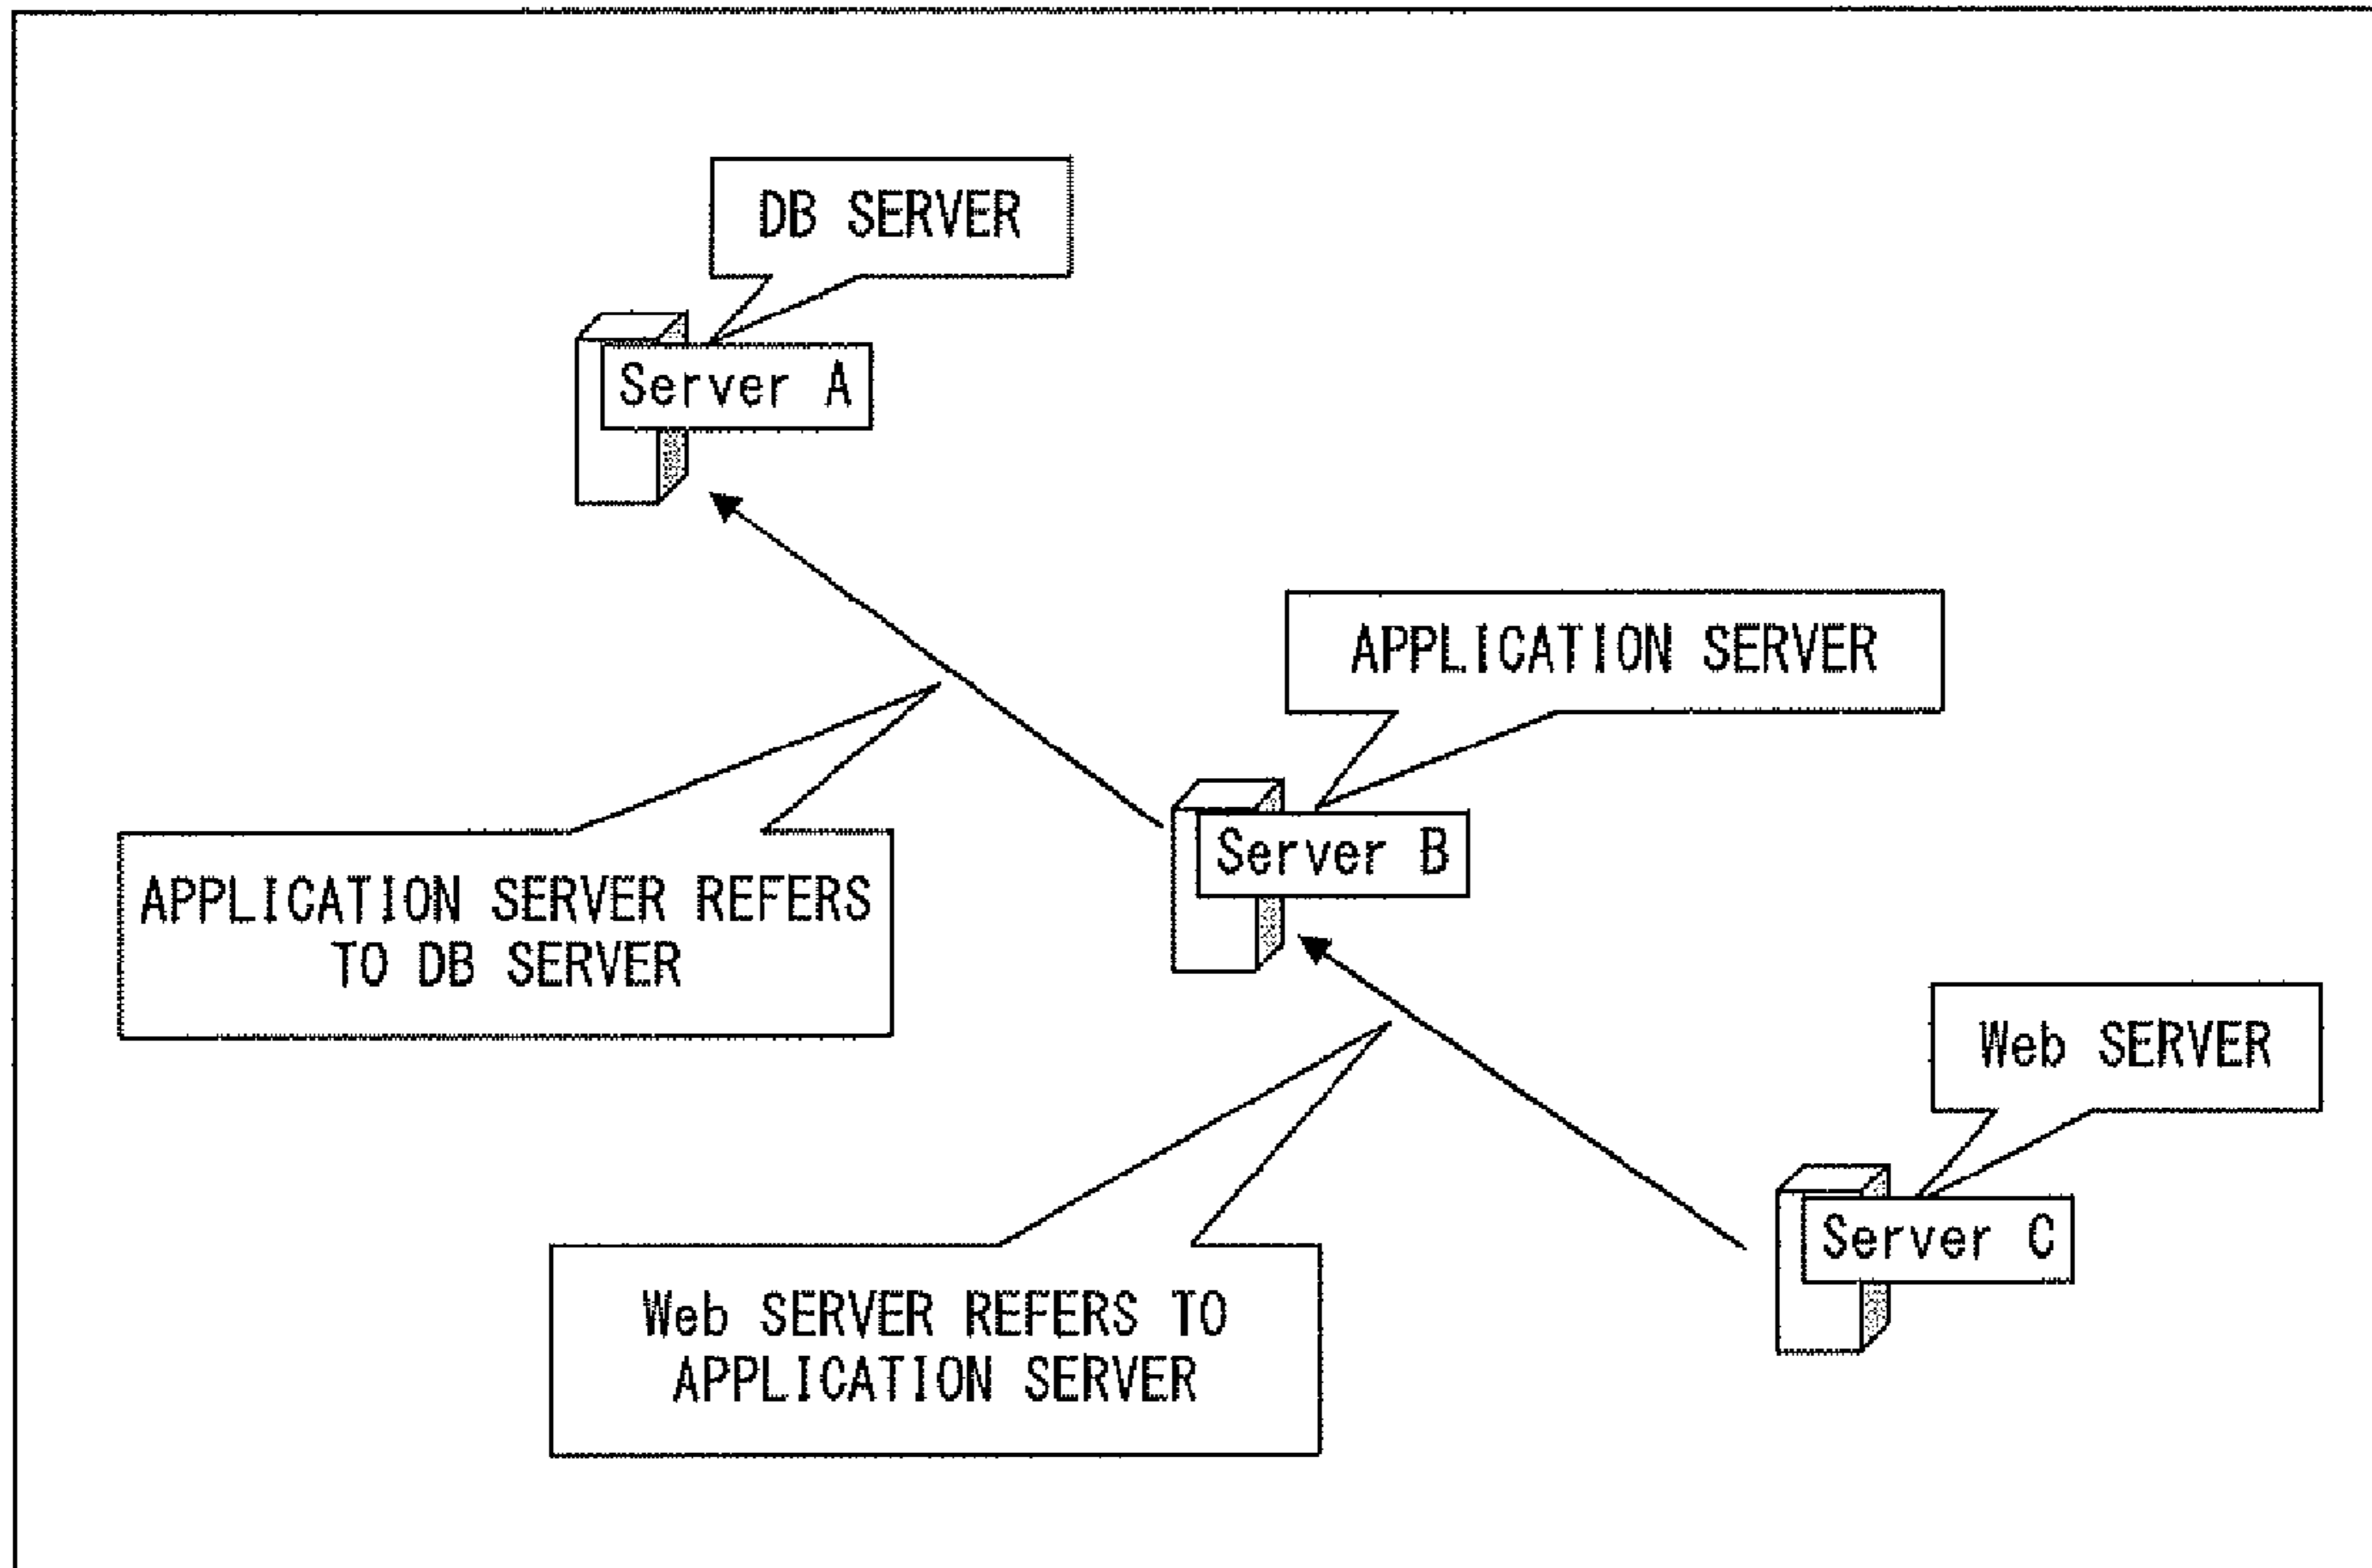 DB SERVER
Server A
APPLICATION SERVER
Server B
APPLICATION SERVER REFERS
TO DB SERVER
Web SERVER
Server C
Web SERVER REFERS TO
APPLICATION SERVER